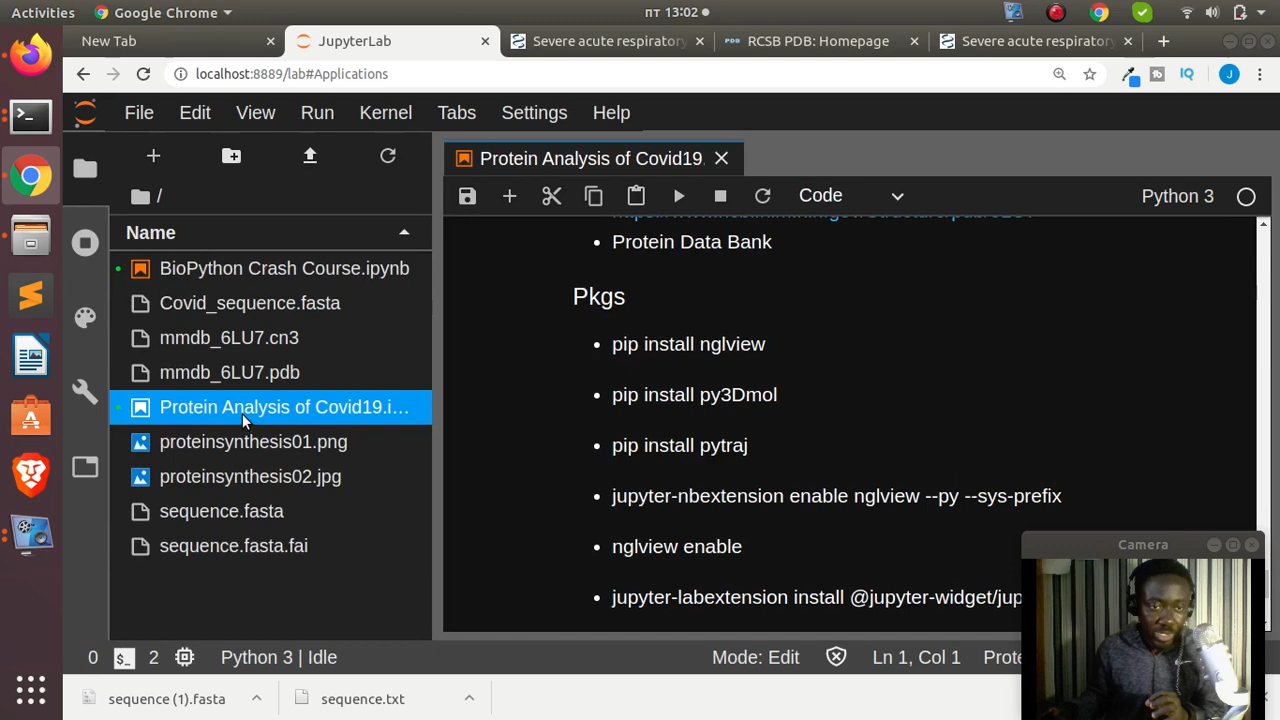 Activities
Google Chrome
пт 13:02
New Tab
JupyterLab
Severe acute respiratory
RCSB PDB: Homepage
Severe acute respiratory
localhost:8889/lab#Applications
IQ
J
File Edit View Run Kernel Tabs Settings Help
Protein Analysis of Covid19.
/
Code
Python 3
Name
BioPython Crash Course.ipynb
Covid_sequence.fasta
mmdb_6LU7.cn3
mmdb_6LU7.pdb
Protein Analysis of Covid19.i…
proteinsynthesis01.png
proteinsynthesis02.jpg
sequence.fasta
sequence.fasta.fai
• Protein Data Bank
Pkgs
• pip install nglview
• pip install py3Dmol
• pip install pytraj
• jupyter-nbextension enable nglview --py --sys-prefix
• nglview enable
• jupyter-labextension install @jupyter-widget/jup
Camera
0 $_ 2 Python 3 | Idle
Mode: Edit
Ln 1, Col 1
Prote
sequence (1).fasta
sequence.txt